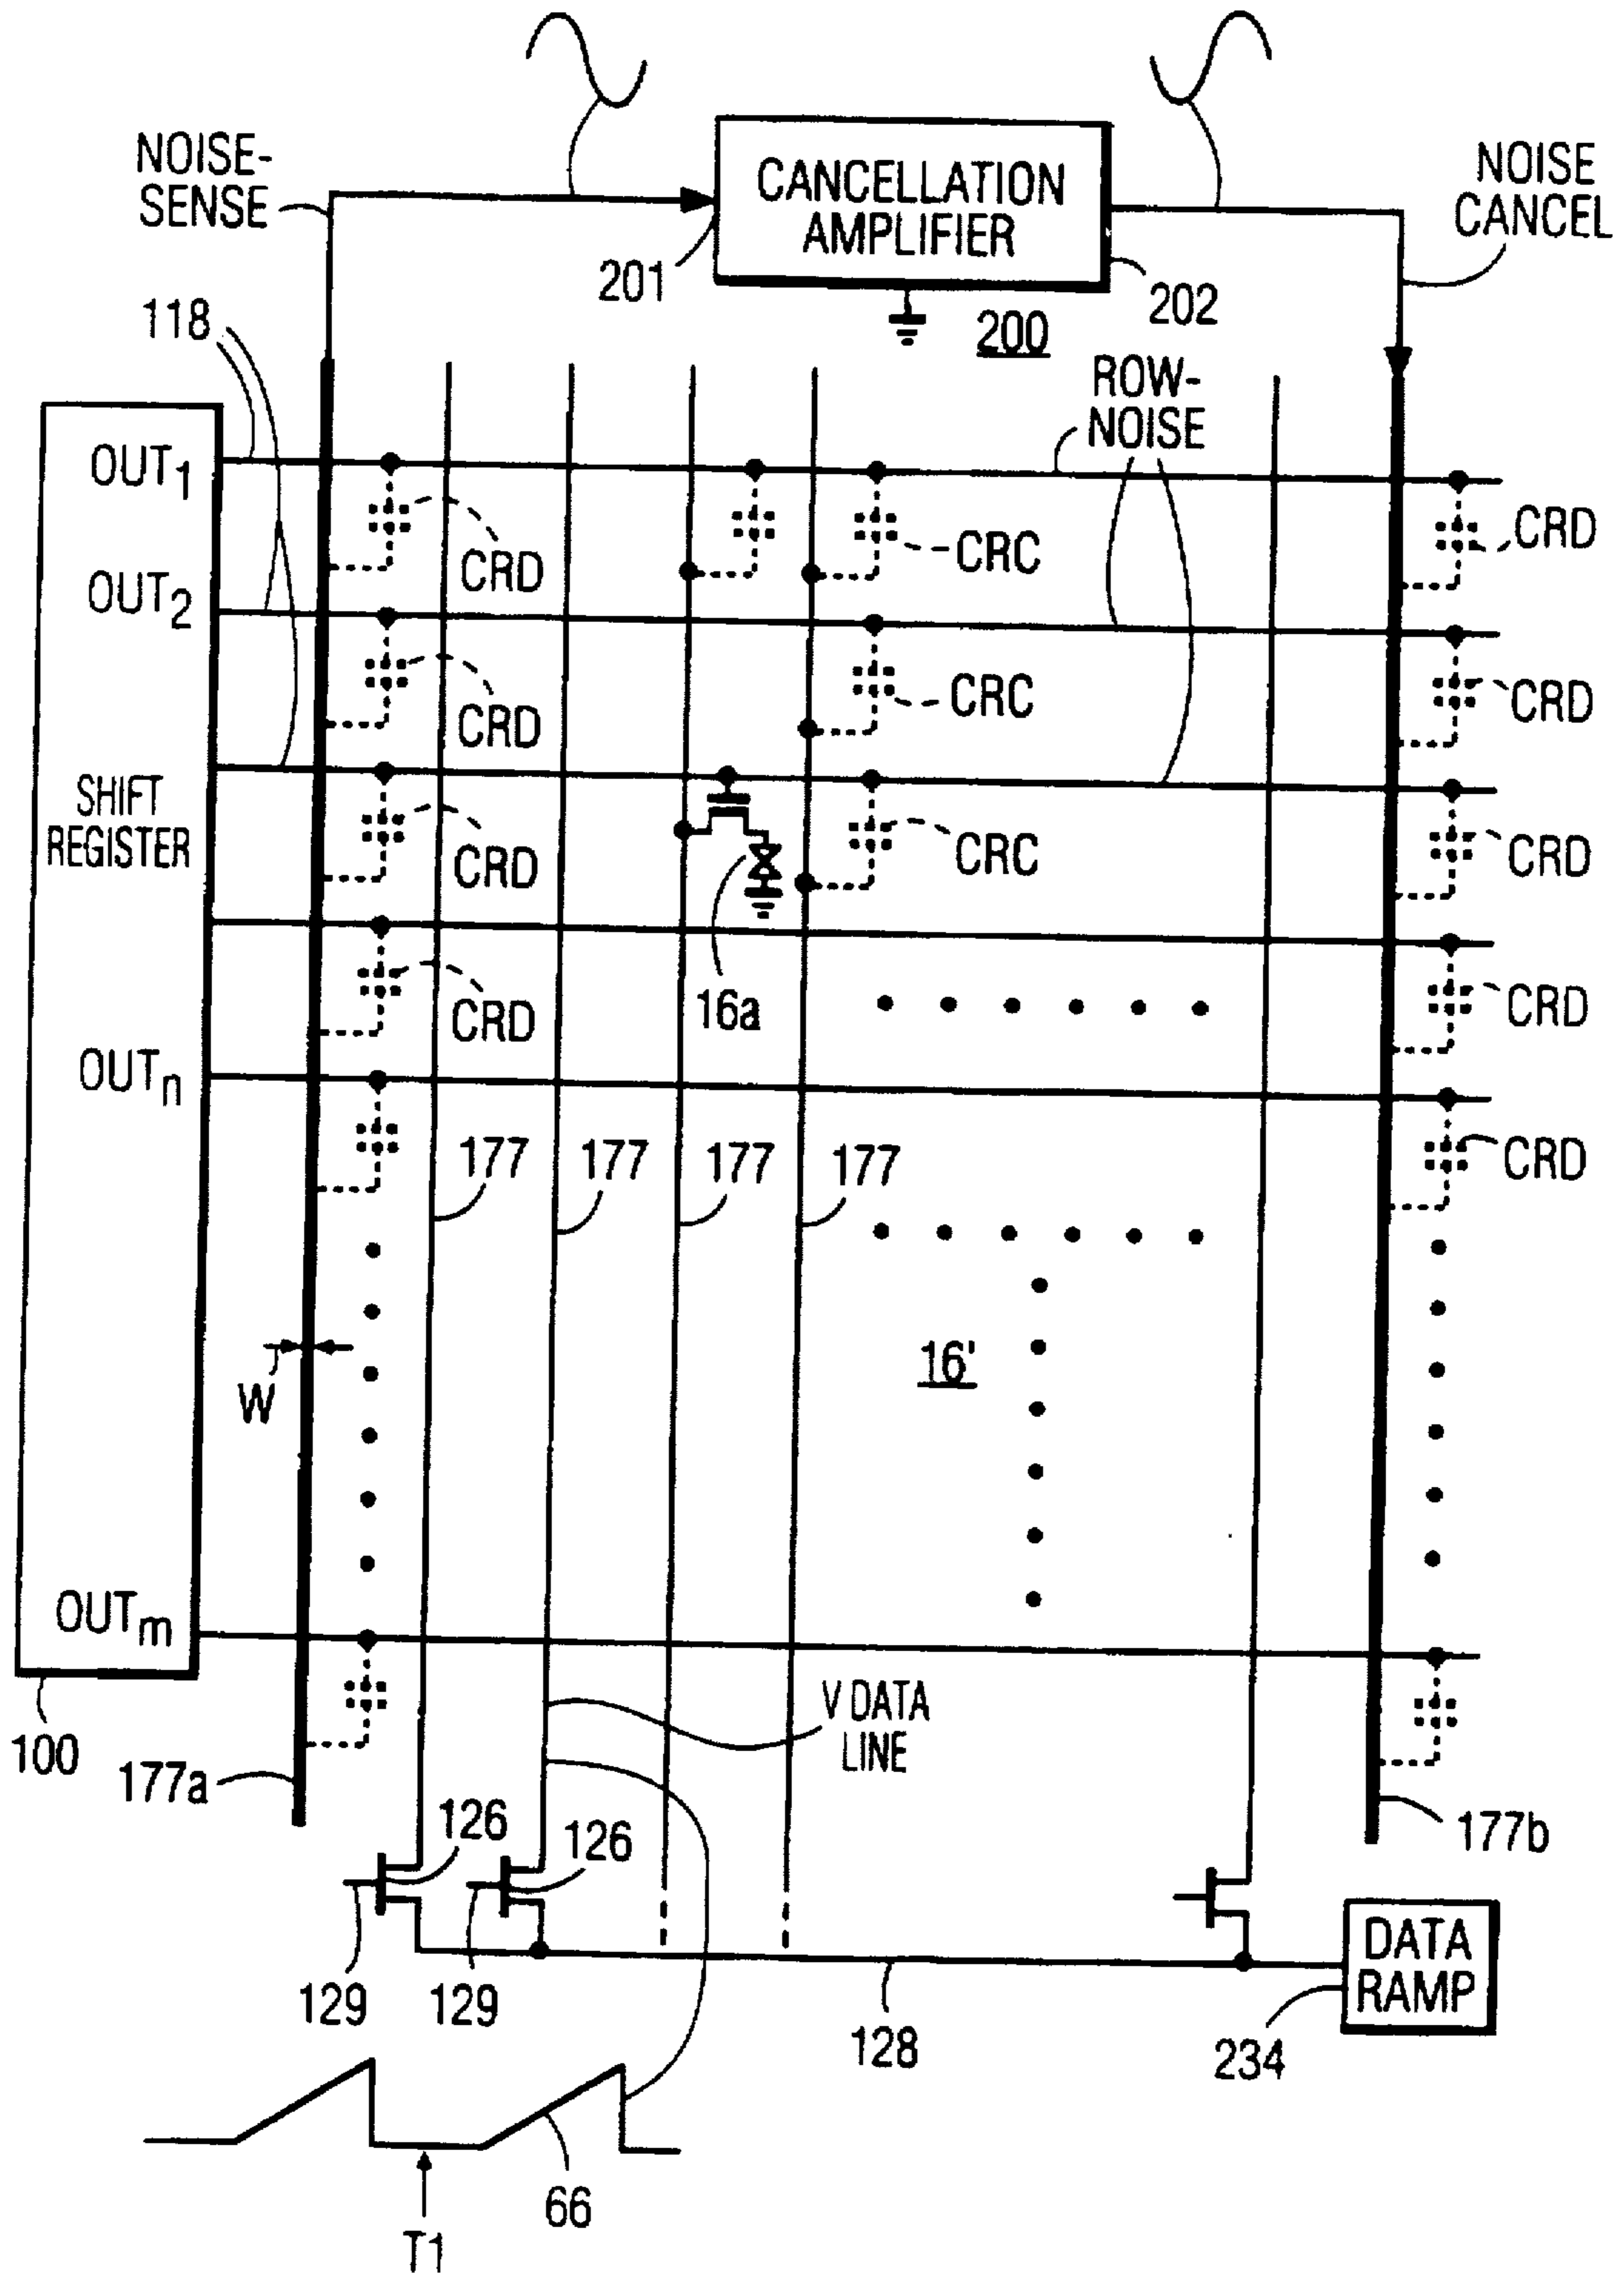 NOISE-
SENSE
CANCELLATION
AMPLIFIER
NOISE
CANCEL
201
202
200
118
ROW-
NOISE
OUT1
CRD
CRC
CRD
OUT2
CRD
CRC
CRD
SHIFT
REGISTER
CRD
CRC
CRD
16a
CRD
CRD
OUTn
177
177
177
177
CRD
W
16'
OUTm
V DATA
LINE
100
177a
126
126
177b
129
129
128
DATA
RAMP
234
66
T1